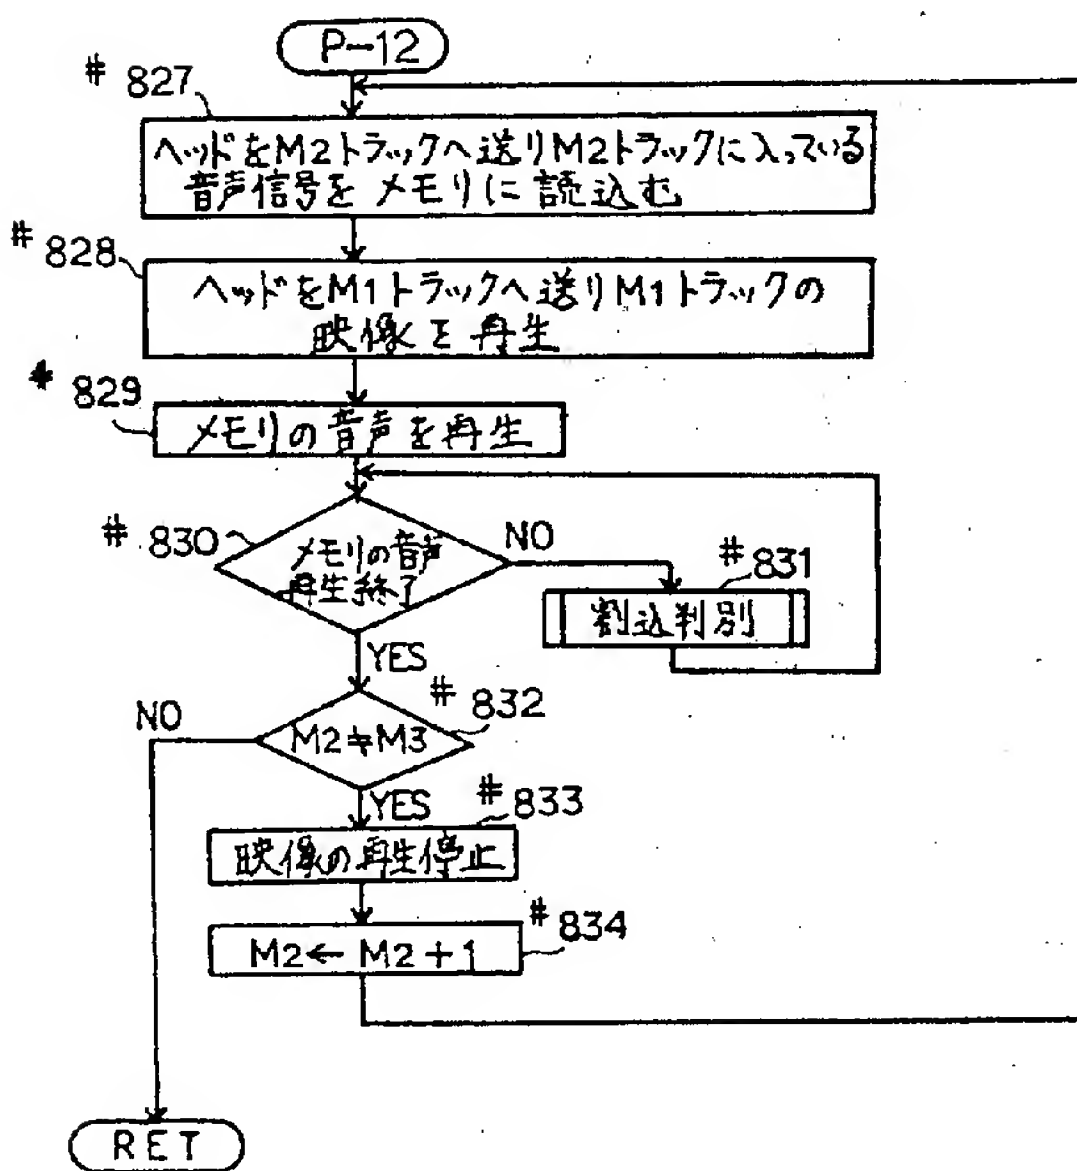 P-12
# 827
ヘッドをM2トラックへ送りM2トラックに入っている
音声信号をメモリに読込む
# 828
ヘッドをM1トラックへ送りM1トラックの
映像を再生
# 829
メモリの音声を再生
# 830
メモリの音声
再生終了
NO
# 831
割込判別
YES
# 832
M2≠M3
NO
YES
# 833
映像の再生停止
# 834
M2←M2+1
RET